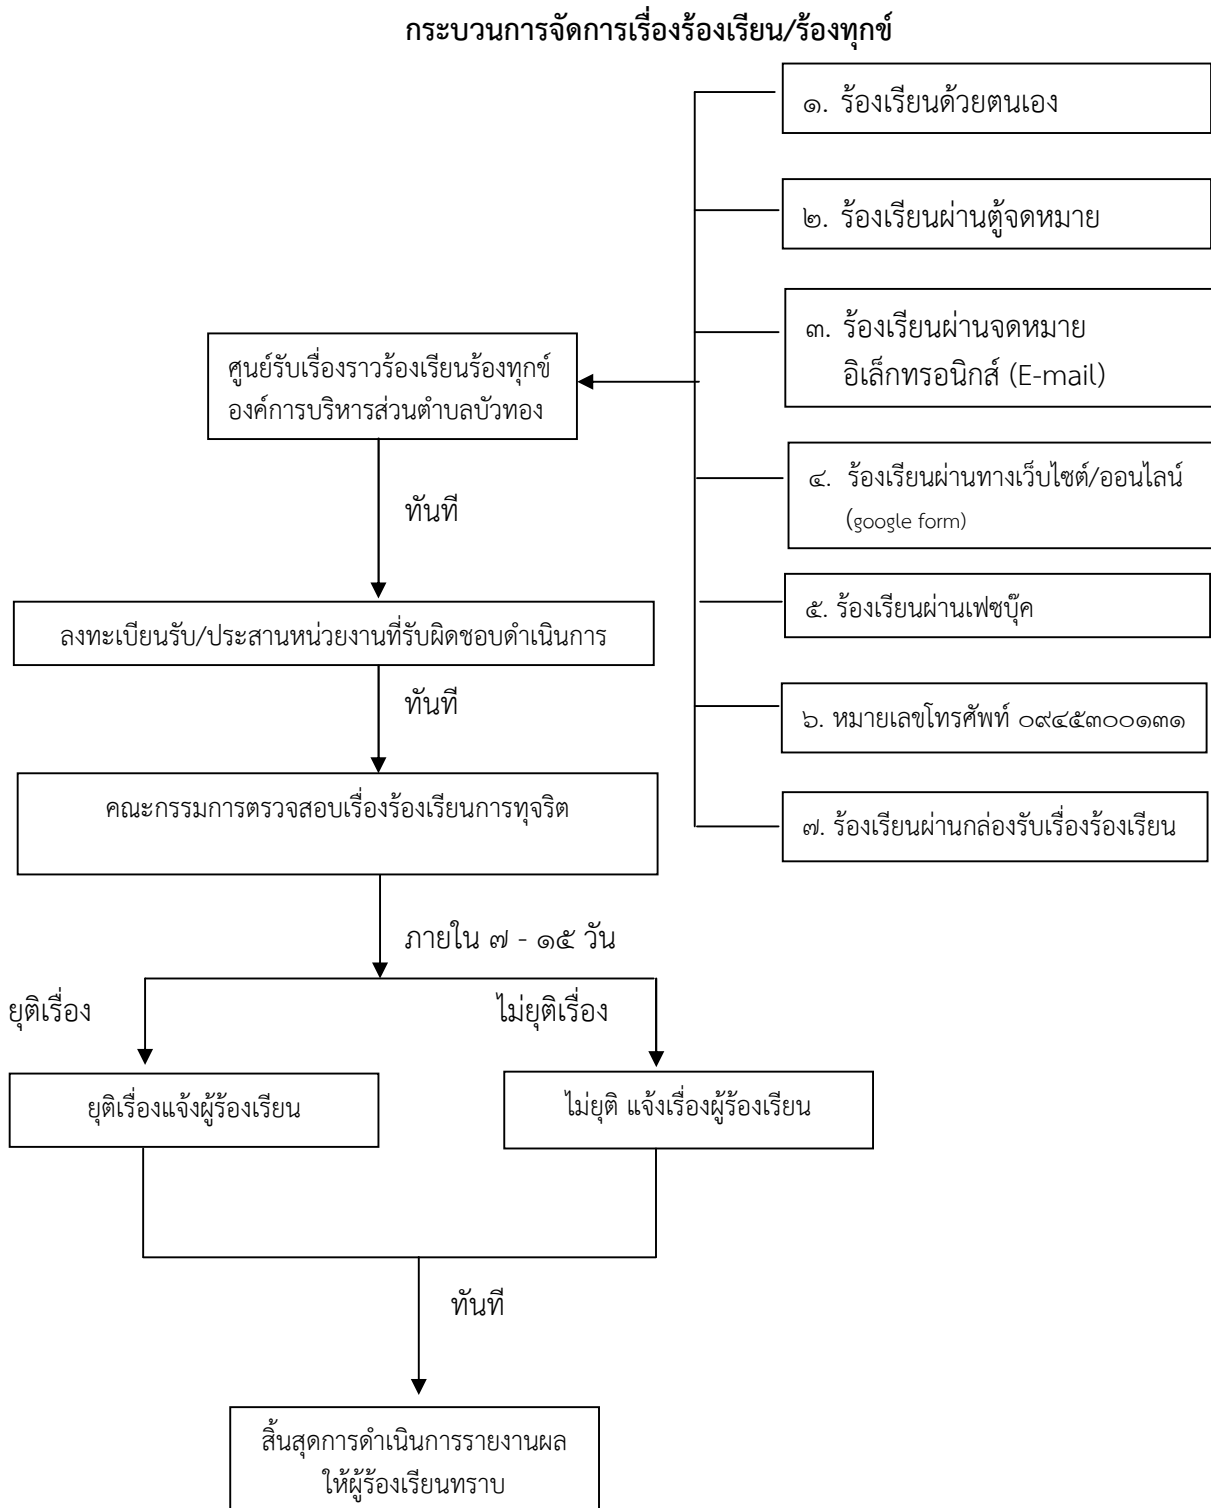 กระบวนการจัดการเรื่องร้องเรียน/ร้องทุกข์
๑. ร้องเรียนด้วยตนเอง
๒. ร้องเรียนผ่านตู้จดหมาย
๓. ร้องเรียนผ่านจดหมาย
อิเล็กทรอนิกส์ (E-mail)
ศูนย์รับเรื่องราวร้องเรียนร้องทุกข์
องค์การบริหารส่วนตำบลบัวทอง
๔. ร้องเรียนผ่านทางเว็บไซต์/ออนไลน์
(google form)
ทันที
๕. ร้องเรียนผ่านเฟซบุ๊ค
ลงทะเบียนรับ/ประสานหน่วยงานที่รับผิดชอบดำเนินการ
ทันที
๖. หมายเลขโทรศัพท์ ๐๙๔๕๓๐๐๑๓๑
คณะกรรมการตรวจสอบเรื่องร้องเรียนการทุจริต
๗. ร้องเรียนผ่านกล่องรับเรื่องร้องเรียน
ภายใน ๗ - ๑๕ วัน
ยุติเรื่อง
ไม่ยุติเรื่อง
ยุติเรื่องแจ้งผู้ร้องเรียน
ไม่ยุติ แจ้งเรื่องผู้ร้องเรียน
ทันที
สิ้นสุดการดำเนินการรายงานผล
ให้ผู้ร้องเรียนทราบ